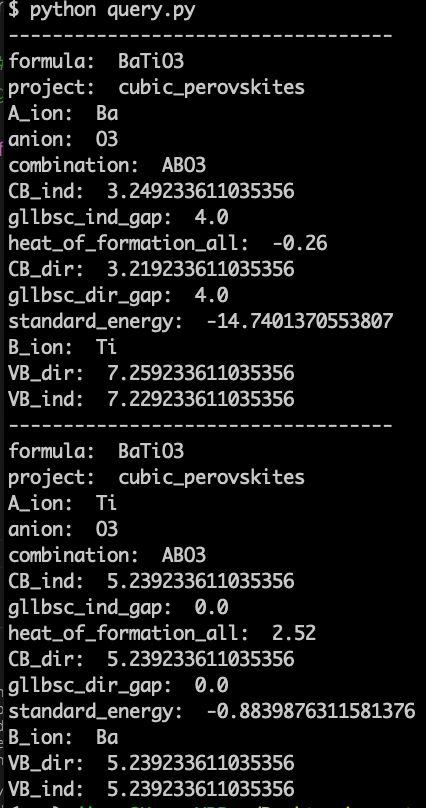 $ python query.py
-----------------------------------
formula:  BaTiO3
project:  cubic_perovskites
A_ion:  Ba
anion:  O3
combination:  ABO3
CB_ind:  3.249233611035356
gllbsc_ind_gap:  4.0
heat_of_formation_all:  -0.26
CB_dir:  3.219233611035356
gllbsc_dir_gap:  4.0
standard_energy:  -14.7401370553807
B_ion:  Ti
VB_dir:  7.259233611035356
VB_ind:  7.229233611035356
-----------------------------------
formula:  BaTiO3
project:  cubic_perovskites
A_ion:  Ti
anion:  O3
combination:  ABO3
CB_ind:  5.239233611035356
gllbsc_ind_gap:  0.0
heat_of_formation_all:  2.52
CB_dir:  5.239233611035356
gllbsc_dir_gap:  0.0
standard_energy:  -0.8839876311581376
B_ion:  Ba
VB_dir:  5.239233611035356
VB_ind:  5.239233611035356